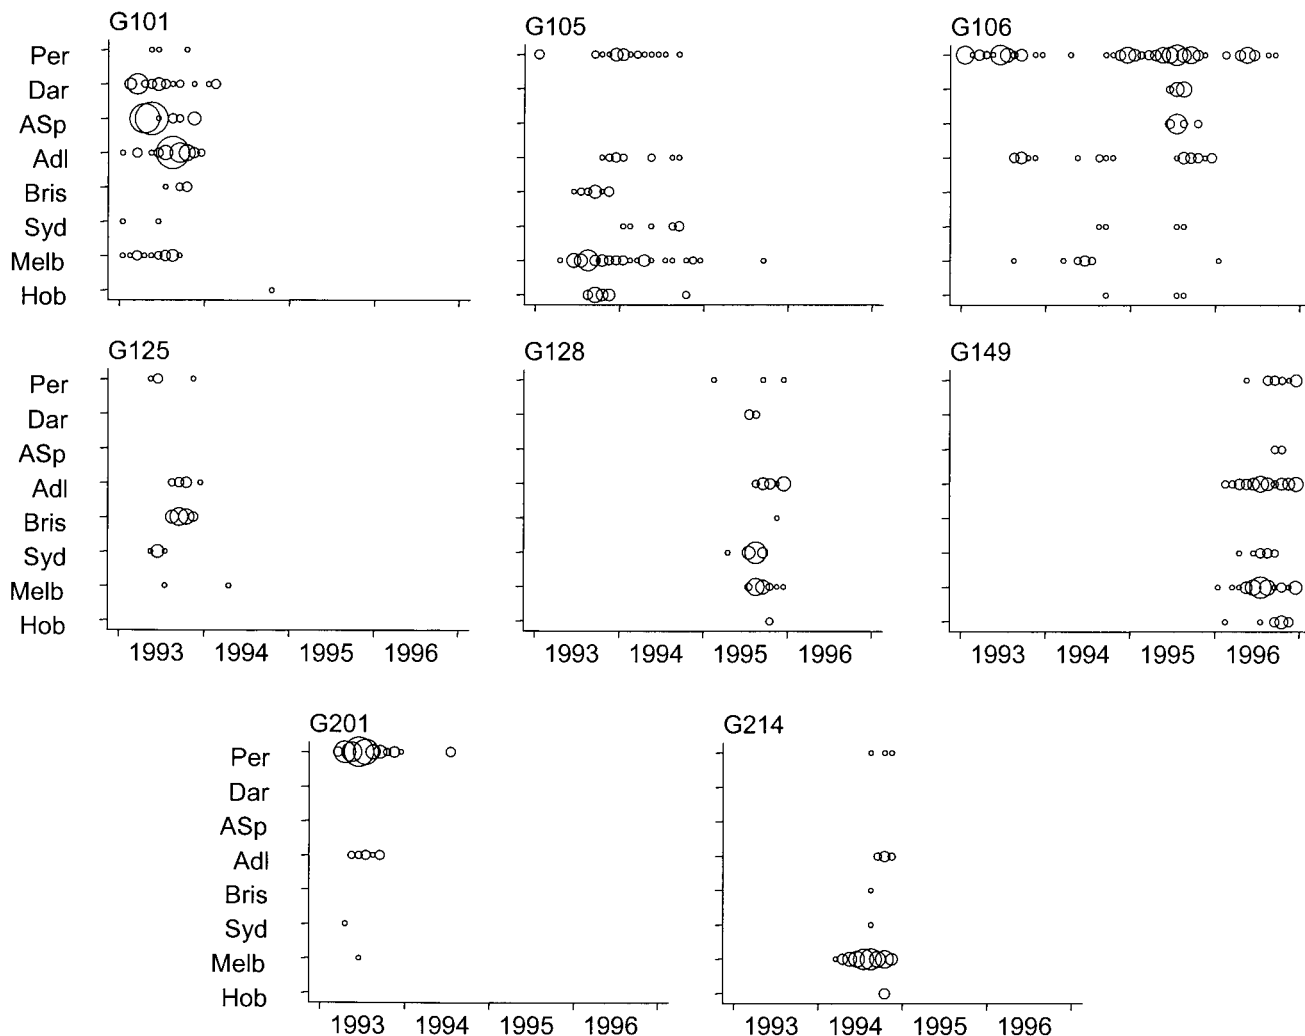 G101 G105 G106
Per
Dar
ASp
Adl
Bris
Syd
Melb
Hob
G125 G128 G149
Per
Dar
ASp
Adl
Bris
Syd
Melb
Hob
1993 1994 1995 1996 1993 1994 1995 1996 1993 1994 1995 1996
G201 G214
Per
Dar
ASp
Adl
Bris
Syd
Melb
Hob
1993 1994 1995 1996 1993 1994 1995 1996